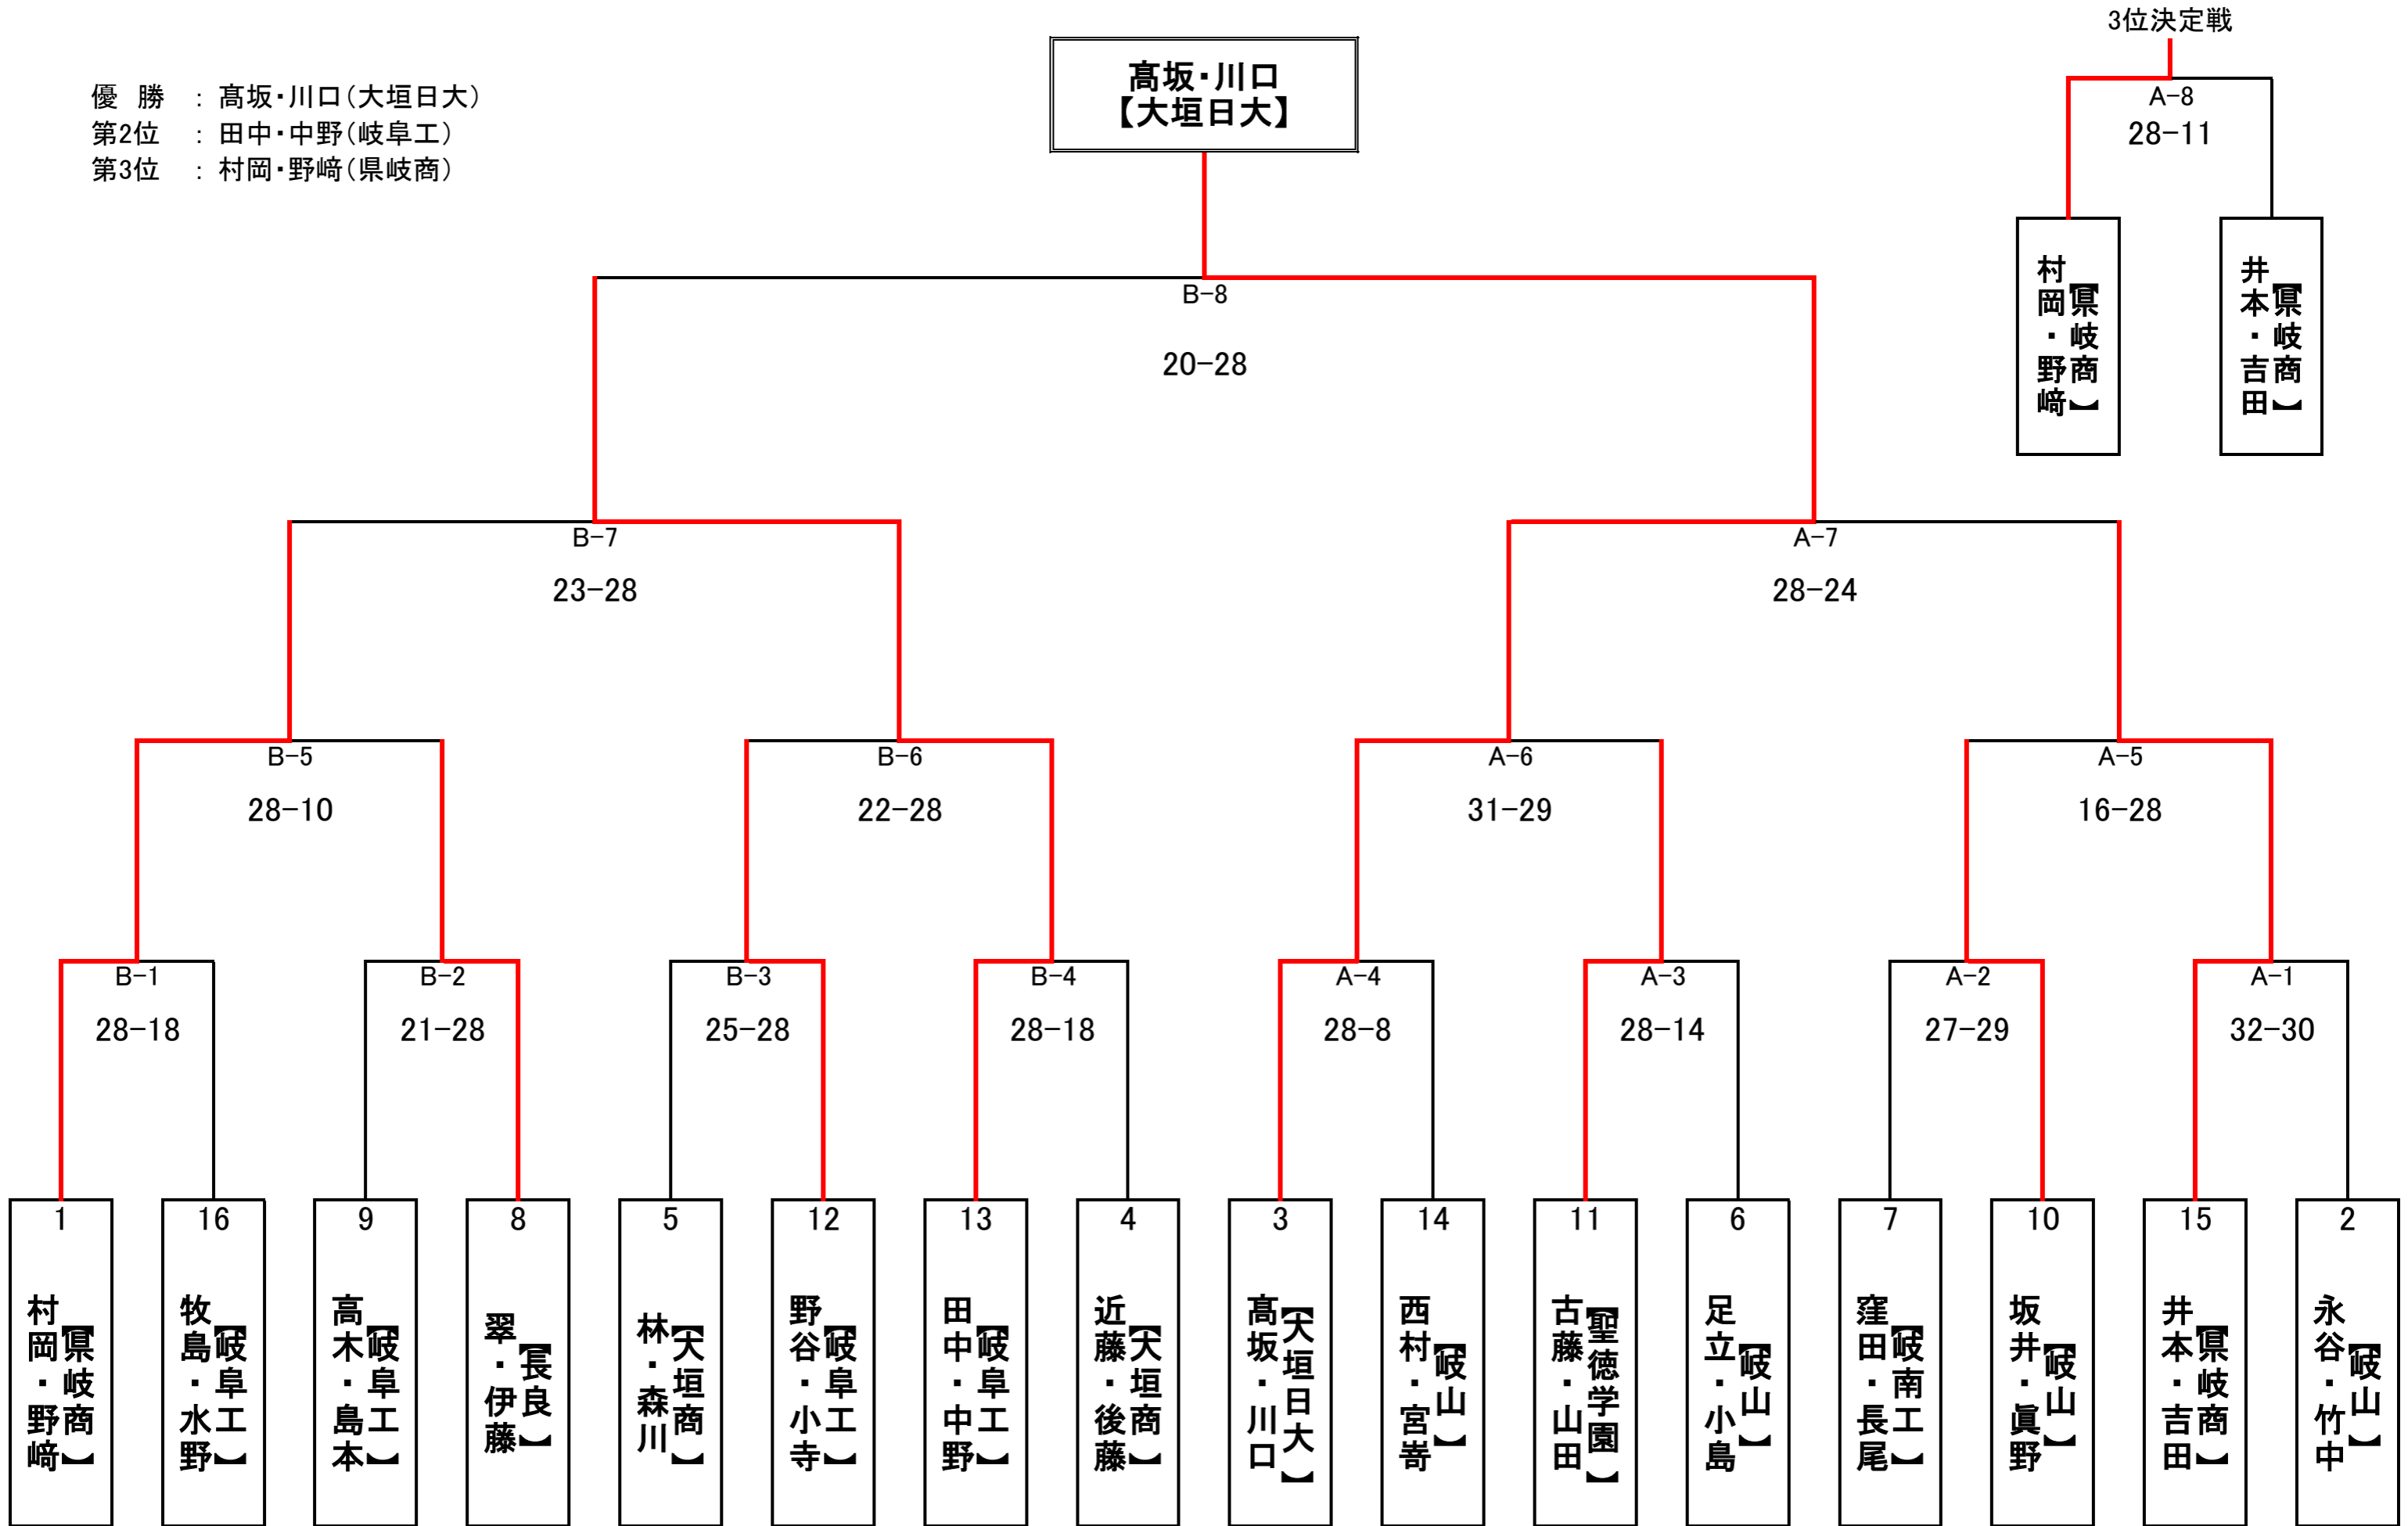 3位決定戦
優　勝　：髙坂・川口（大垣日大）
第2位　：田中・中野（岐阜工）
第3位　：村岡・野﨑（県岐商）
髙坂・川口
【大垣日大】
A-8
28-11
村岡・野﨑
【県岐商】
井本・吉田
【県岐商】
B-8
20-28
B-7
23-28
A-7
28-24
B-5
28-10
B-6
22-28
A-6
31-29
A-5
16-28
B-1
28-18
B-2
21-28
B-3
25-28
B-4
28-18
A-4
28-8
A-3
28-14
A-2
27-29
A-1
32-30
1
村岡・野﨑
【県岐商】
16
牧島・水野
【岐阜工】
9
高木・島本
【岐阜工】
8
翠・伊藤
【長良】
5
林・森川
【大垣商】
12
野谷・小寺
【岐阜工】
13
田中・中野
【岐阜工】
4
近藤・後藤
【大垣商】
3
髙坂・川口
【大垣日大】
14
西村・宮嵜
【岐山】
11
古藤・山田
【聖徳学園】
6
足立・小島
【岐山】
7
窪田・長尾
【岐南工】
10
坂井・眞野
【岐山】
15
井本・吉田
【県岐商】
2
永谷・竹中
【岐山】